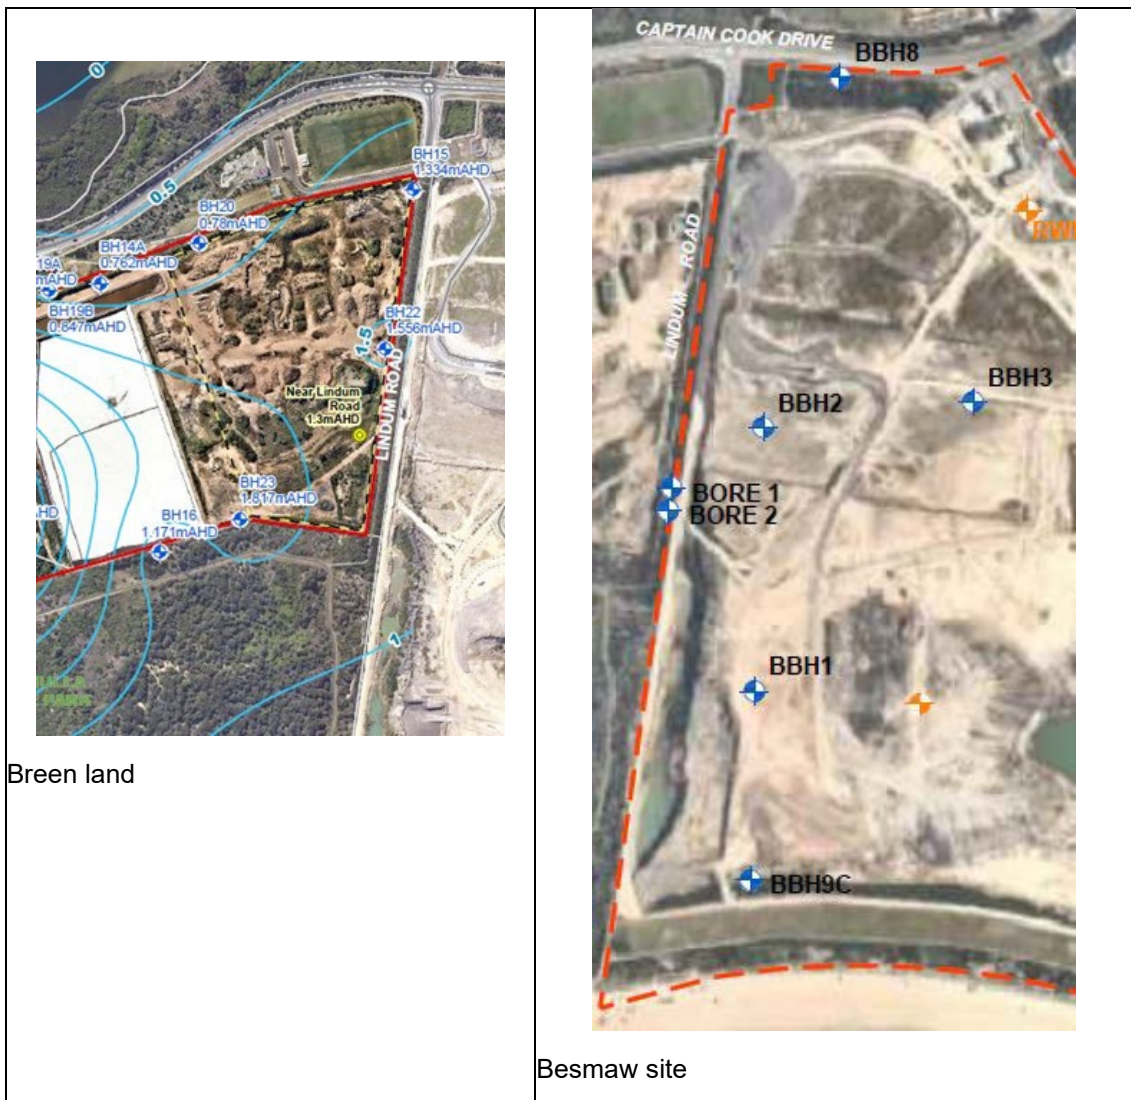 0
0.5
BH15
1.334mAHD
BH20
0.78mAHD
BH14A
0.762mAHD
19A
mAHD
BH19B
0.847mAHD
BH22
1.556mAHD
1.5
Near Lindum
Road
1.3mAHD
LINDUM ROAD
BH23
1.817mAHD
BH16
1.171mAHD
AHD
1
PARK
Breen land
CAPTAIN COOK DRIVE
BBH8
LINDUM ROAD
BBH3
BBH2
BORE 1
BORE 2
BBH1
BBH9C
Besmaw site